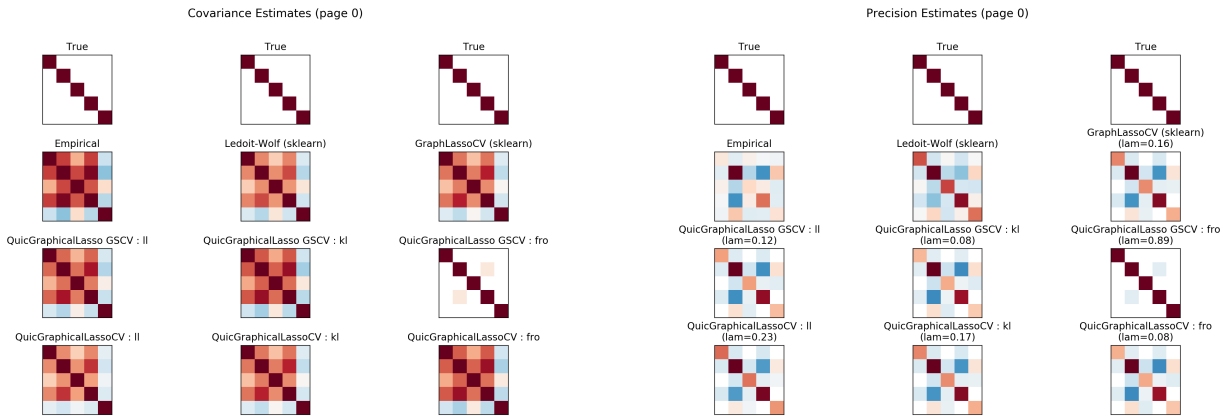 Covariance Estimates (page 0)
True
True
True
Empirical
Ledoit-Wolf (sklearn)
GraphLassoCV (sklearn)
QuicGraphicalLasso GSCV : ll
QuicGraphicalLasso GSCV : kl
QuicGraphicalLasso GSCV : fro
QuicGraphicalLassoCV : ll
QuicGraphicalLassoCV : kl
QuicGraphicalLassoCV : fro
Precision Estimates (page 0)
True
True
True
Empirical
Ledoit-Wolf (sklearn)
GraphLassoCV (sklearn)
(lam=0.16)
QuicGraphicalLasso GSCV : ll
(lam=0.12)
QuicGraphicalLasso GSCV : kl
(lam=0.08)
QuicGraphicalLasso GSCV : fro
(lam=0.89)
QuicGraphicalLassoCV : ll
(lam=0.23)
QuicGraphicalLassoCV : kl
(lam=0.17)
QuicGraphicalLassoCV : fro
(lam=0.08)